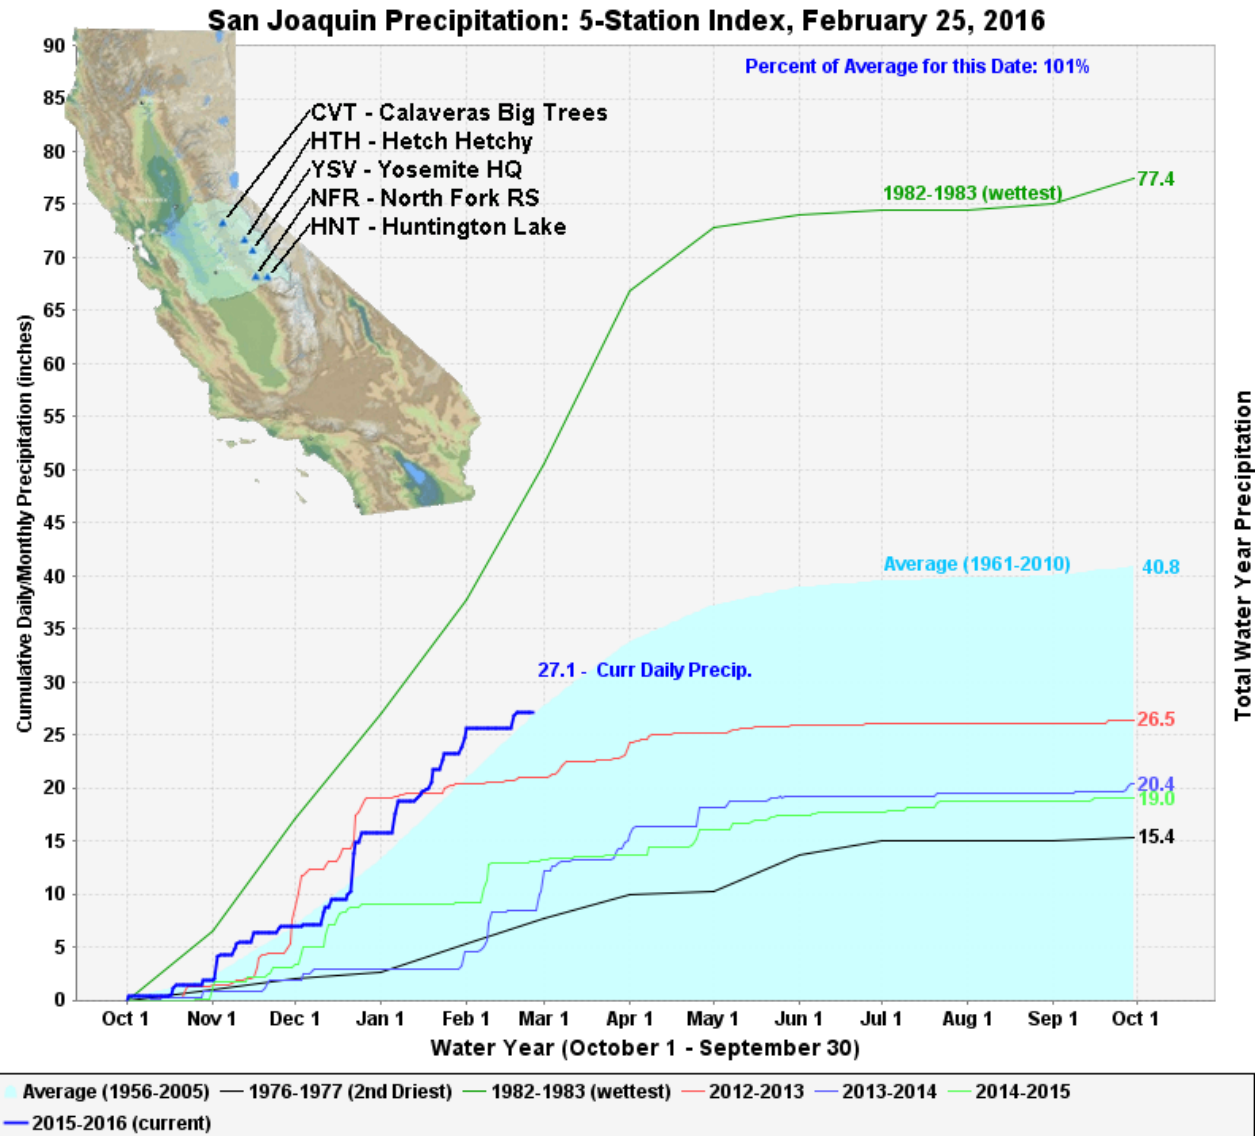 San Joaquin Precipitation: 5-Station Index, February 25, 2016
Percent of Average for this Date: 101%
CVT - Calaveras Big Trees
HTH - Hetch Hetchy
YSV - Yosemite HQ
NFR - North Fork RS
HNT - Huntington Lake
Cumulative Daily/Monthly Precipitation (inches)
90
85
80
75
70
65
60
55
50
45
40
35
30
25
20
15
10
5
0
1982-1983 (wettest)
77.4
Average (1961-2010)
40.8
27.1 - Curr Daily Precip.
26.5
20.4
19.0
15.4
Total Water Year Precipitation
Oct 1 Nov 1 Dec 1 Jan 1 Feb 1 Mar 1 Apr 1 May 1 Jun 1 Jul 1 Aug 1 Sep 1 Oct 1
Water Year (October 1 - September 30)
Average (1956-2005) 1976-1977 (2nd Driest) 1982-1983 (wettest) 2012-2013 2013-2014 2014-2015
2015-2016 (current)